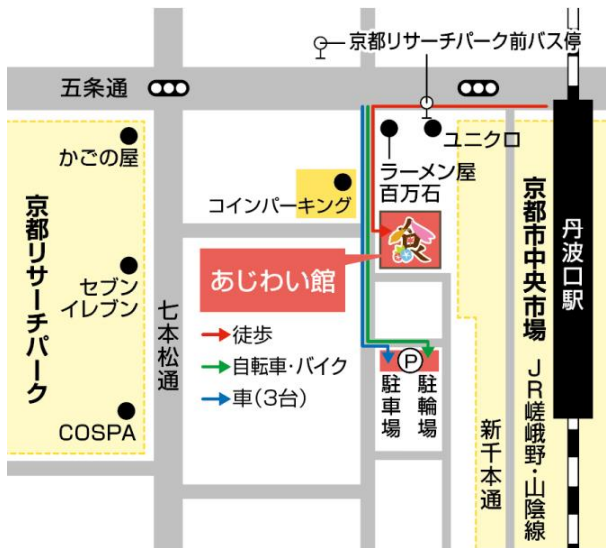 京都リサーチパーク前バス停
五条通
かごの屋
ユニクロ
ラーメン屋
百万石
コインパーキング
食
京都リサーチパーク
セブン
イレブン
七本松通
あじわい館
京都市中央市場
丹波口駅
徒歩
自転車・バイク
車(3台)
P
駐車場
駐輪場
COSPA
新千本通
JR嵯峨野・山陰線